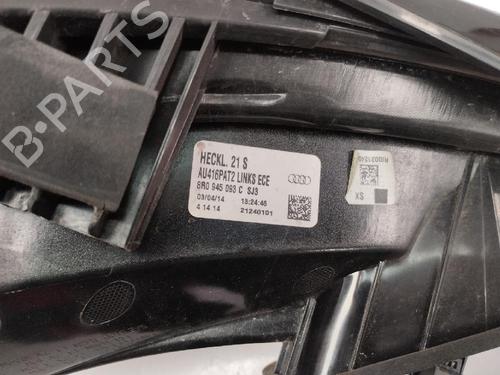 HECKL. 21 S
AU416PAT2 LINKS ECE
8R0 945 093 C SJ3
03/04/14 13:24:46
4 14 14 21240101
XS
B-PARTS